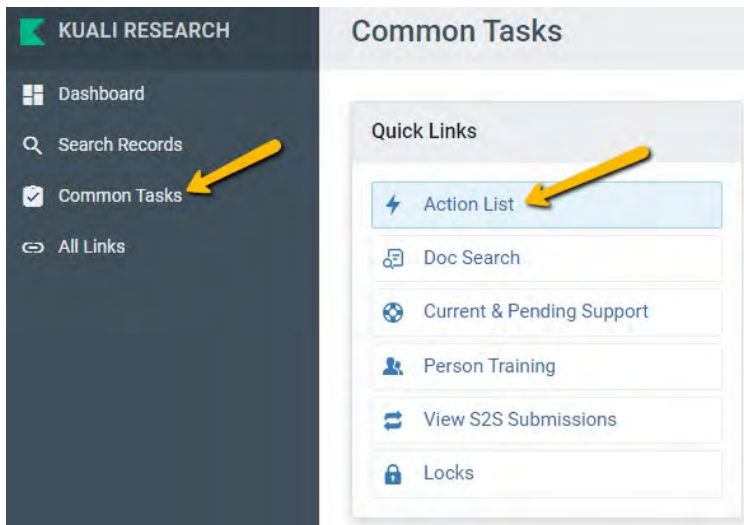 KUALI RESEARCH
Dashboard
Search Records
Common Tasks
All Links
Common Tasks
Quick Links
Action List
Doc Search
Current & Pending Support
Person Training
View S2S Submissions
Locks